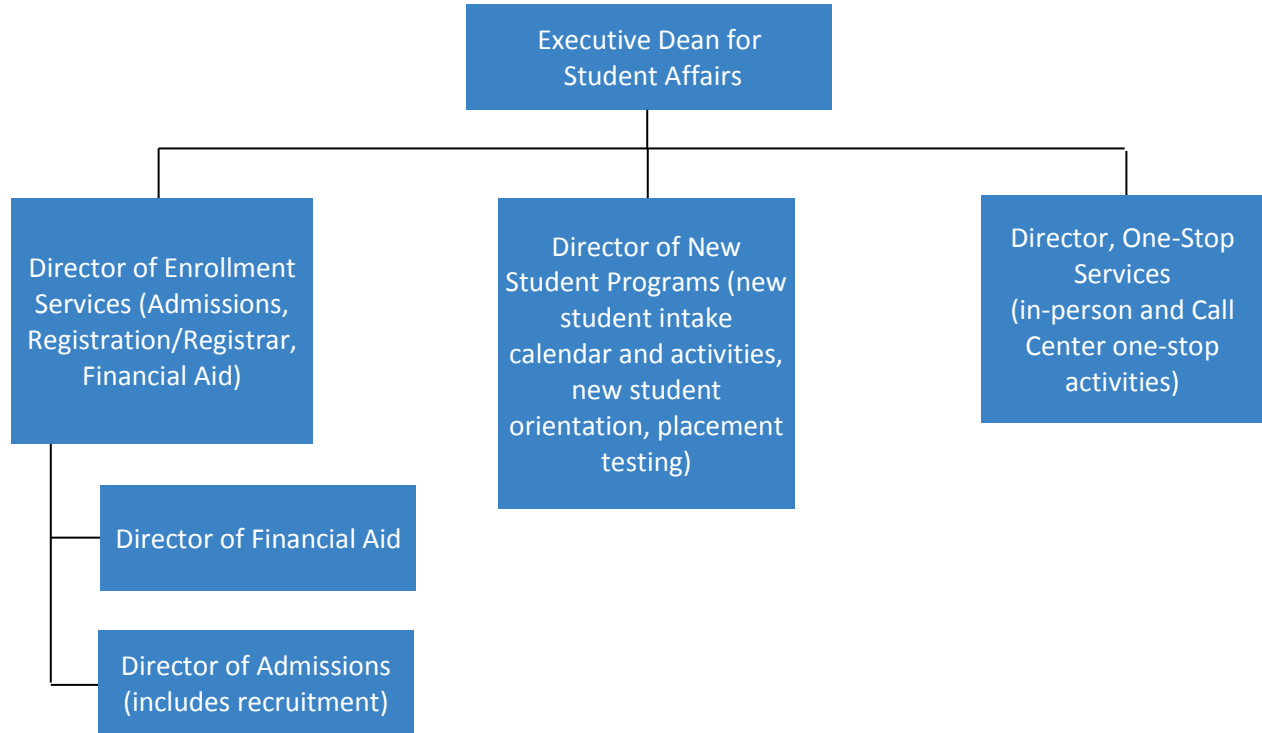 Executive Dean for
Student Affairs
Director of Enrollment
Services (Admissions,
Registration/Registrar,
Financial Aid)
Director of New
Student Programs (new
student intake
calendar and activities,
new student
orientation, placement
testing)
Director, One-Stop
Services
(in-person and Call
Center one-stop
activities)
Director of Financial Aid
Director of Admissions
(includes recruitment)